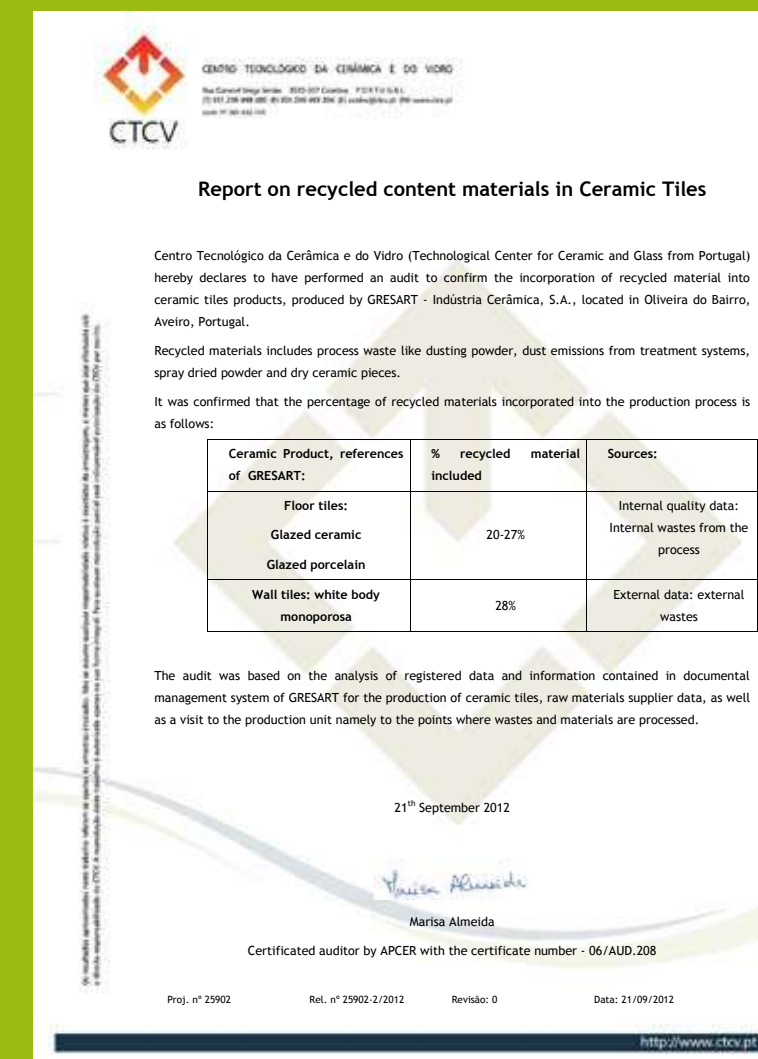 CTCV
CENTRO TECNOLÓGICO DA CERÂMICA E DO VIDRO
Report on recycled content materials in Ceramic Tiles
Centro Tecnológico da Cerâmica e do Vidro (Technological Center for Ceramic and Glass from Portugal)
hereby declares to have performed an audit to confirm the incorporation of recycled material into
ceramic tiles products, produced by GRESART - Indústria Cerâmica, S.A., located in Oliveira do Bairro,
Aveiro, Portugal.
Recycled materials includes process waste like dusting powder, dust emissions from treatment systems,
spray dried powder and dry ceramic pieces.
It was confirmed that the percentage of recycled materials incorporated into the production process is
as follows:
Ceramic Product, references of GRESART:
% recycled material included
Sources:
Floor tiles:
Glazed ceramic
Glazed porcelain
20-27%
Internal quality data:
Internal wastes from the
process
Wall tiles: white body
monoporosa
28%
External data: external
wastes
The audit was based on the analysis of registered data and information contained in documental
management system of GRESART for the production of ceramic tiles, raw materials supplier data, as well
as a visit to the production unit namely to the points where wastes and materials are processed.
21th September 2012
Marisa Almeida
Marisa Almeida
Certificated auditor by APCER with the certificate number - 06/AUD.208
Proj. nº 25902 Rel. nº 25902-2/2012 Revisão: 0 Data: 21/09/2012
http://www.ctcv.pt